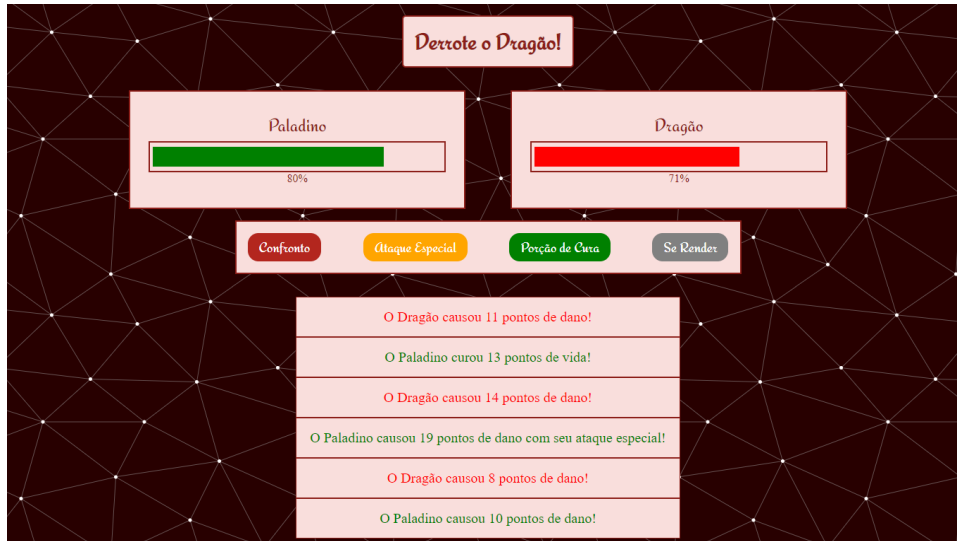 Derrote o Dragão!
Paladino
80%
Dragão
71%
Confronto
Ataque Especial
Porção de Cura
Se Render
O Dragão causou 11 pontos de dano!
O Paladino curou 13 pontos de vida!
O Dragão causou 14 pontos de dano!
O Paladino causou 19 pontos de dano com seu ataque especial!
O Dragão causou 8 pontos de dano!
O Paladino causou 10 pontos de dano!